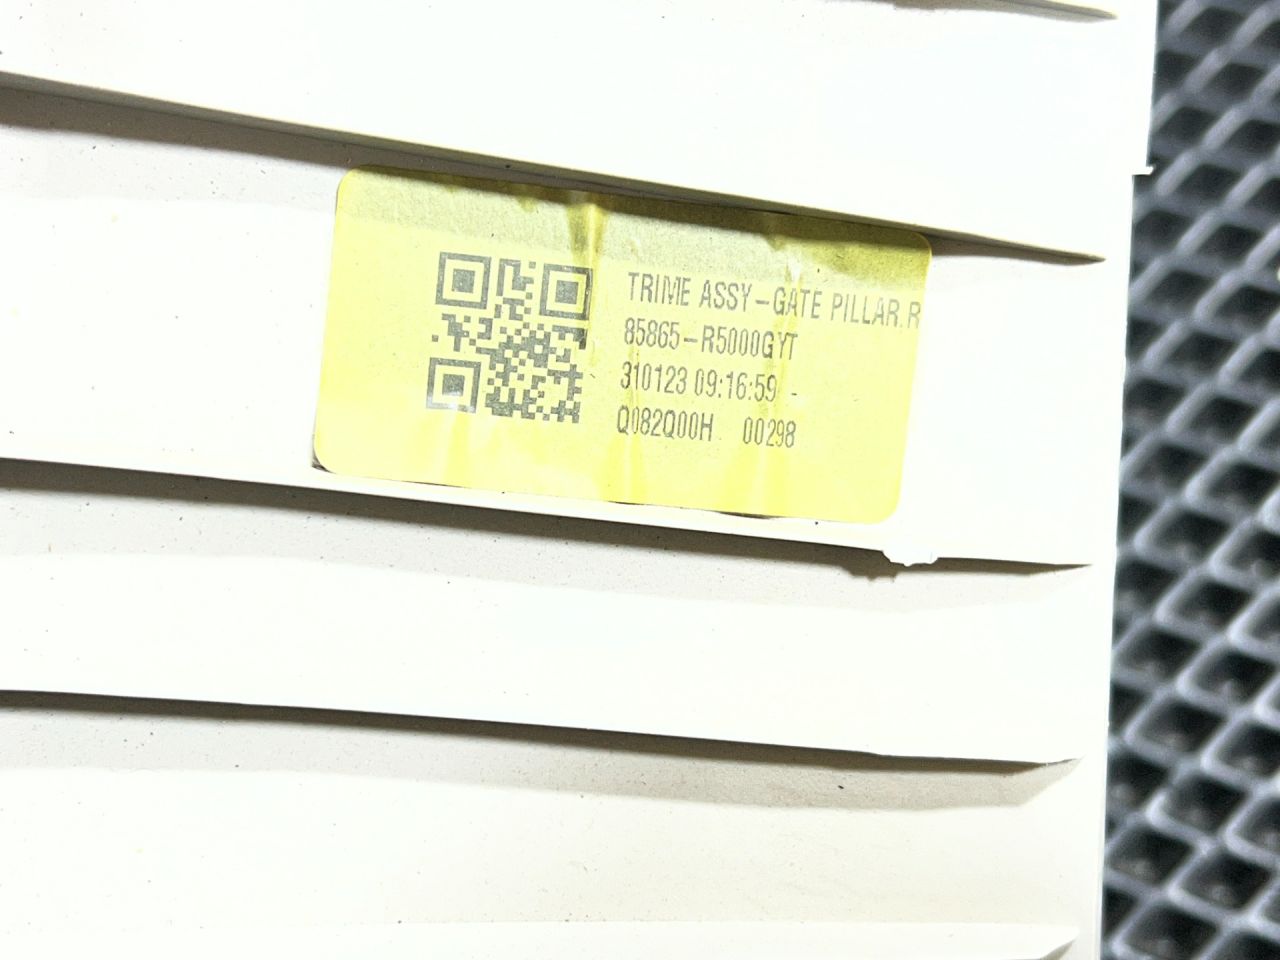 TRIME ASSY-GATE PILLAR.R
85865-R5000GYT
310123 09:16:59 -
Q082Q00H 00298